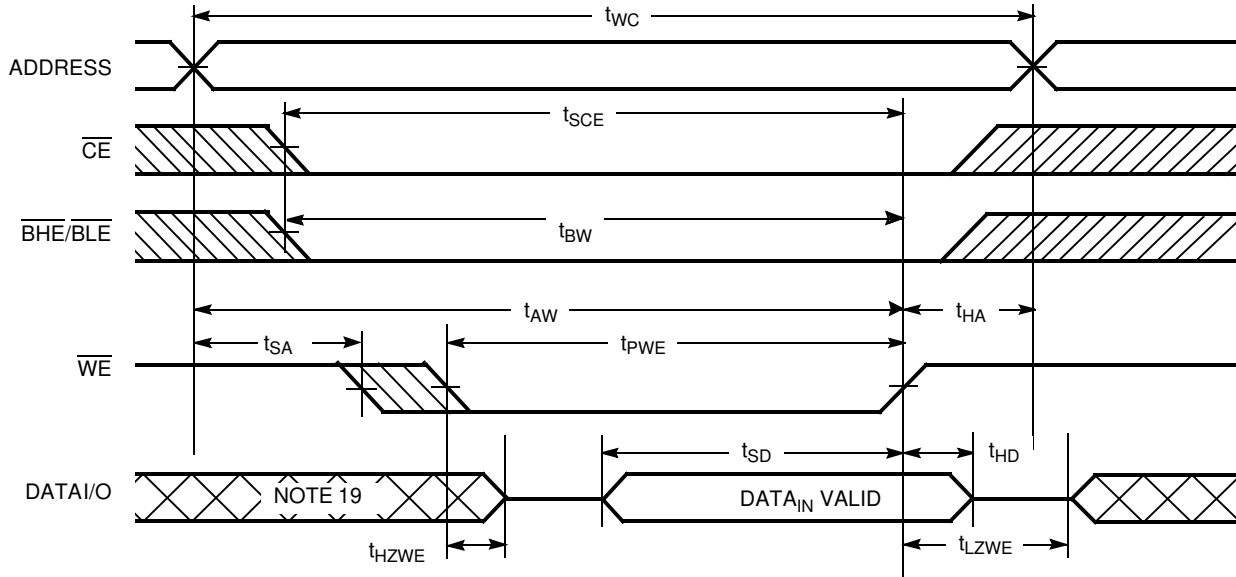 tWC
ADDRESS
tSCE
CE
BHE/BLE
tBW
tAW
tHA
tSA
tPWE
WE
tSD
tHD
DATAI/O
NOTE 19
DATAIN VALID
tHZWE
tLZWE